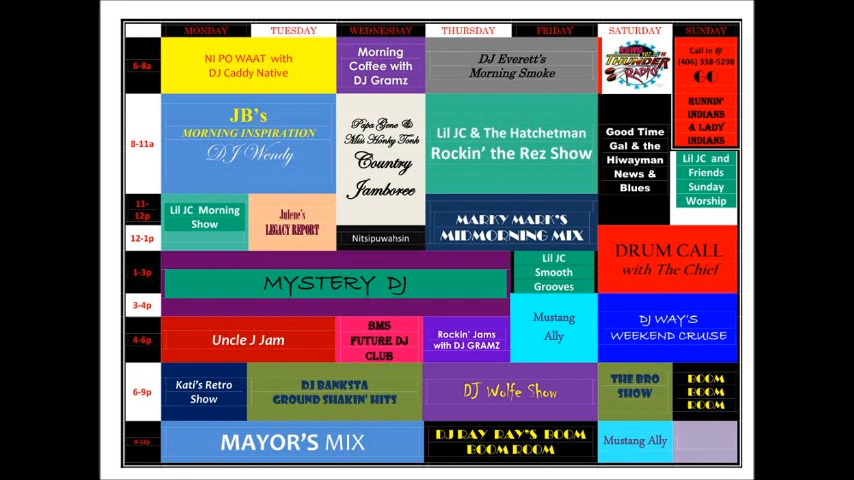 MONDAY TUESDAY WEDNESDAY THURSDAY FRIDAY SATURDAY SUNDAY
6-8a
NI PO WAAT with
DJ Caddy Native
Morning
Coffee with
DJ Gramz
DJ Everett's
Morning Smoke
THUNDER
RADIO
Call in @
(406) 338-5298
GO
RUNNIN'
INDIANS
& LADY
INDIANS
8-11a
JB's
MORNING INSPIRATION
DJ Wendy
Papa Gene &
Miss Honky Tonk
Country
Jamboree
Lil JC & The Hatchetman
Rockin' the Rez Show
Good Time
Gal & the
Hiwayman
News &
Blues
Lil JC and
Friends
Sunday
Worship
11-
12p
Lil JC Morning
Show
Julene's
LEGACY REPORT
MARKY MARK'S
MIDMORNING MIX
12-1p
Nitsipuwahsin
DRUM CALL
with The Chief
1-3p
MYSTERY DJ
Lil JC
Smooth
Grooves
3-4p
Mustang
Ally
DJ WAY'S
WEEKEND CRUISE
4-6p
Uncle J Jam
BMS
FUTURE DJ
CLUB
Rockin' Jams
with DJ GRAMZ
6-9p
Kati's Retro
Show
DJ BANKSTA
GROUND SHAKIN' HITS
DJ Wolfe Show
THE BRO
SHOW
BOOM
BOOM
ROOM
9-12p
MAYOR'S MIX
DJ RAY RAY'S BOOM
BOOM ROOM
Mustang Ally